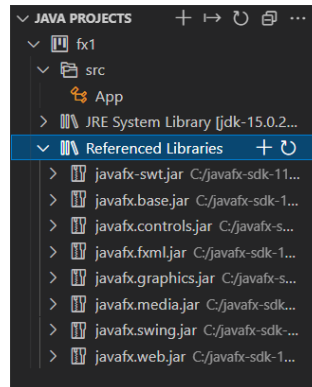 JAVA PROJECTS
fx1
src
App
JRE System Library [jdk-15.0.2...
Referenced Libraries
javafx-swt.jar C:/javafx-sdk-11...
javafx.base.jar C:/javafx-sdk-1...
javafx.controls.jar C:/javafx-s...
javafx.fxml.jar C:/javafx-sdk-1...
javafx.graphics.jar C:/javafx-s...
javafx.media.jar C:/javafx-sdk...
javafx.swing.jar C:/javafx-sdk-...
javafx.web.jar C:/javafx-sdk-1...